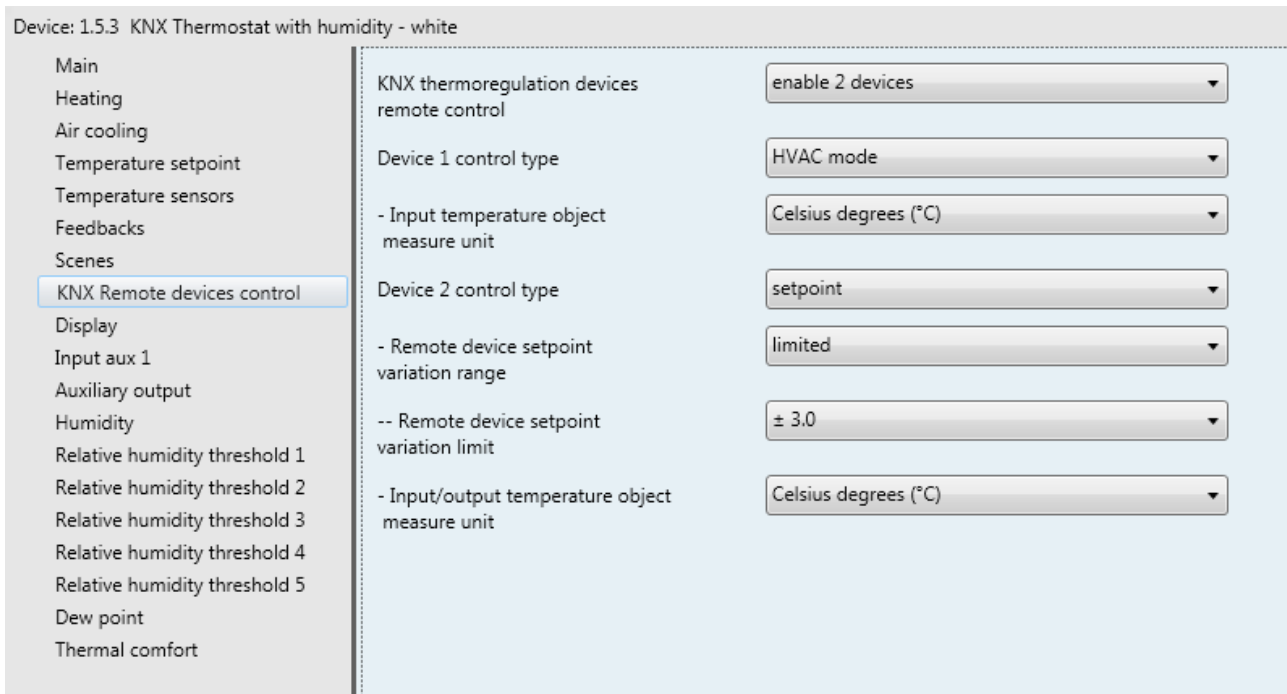 Device: 1.5.3  KNX Thermostat with humidity - white
Main
Heating
Air cooling
Temperature setpoint
Temperature sensors
Feedbacks
Scenes
KNX Remote devices control
Display
Input aux 1
Auxiliary output
Humidity
Relative humidity threshold 1
Relative humidity threshold 2
Relative humidity threshold 3
Relative humidity threshold 4
Relative humidity threshold 5
Dew point
Thermal comfort
KNX thermoregulation devices
remote control
enable 2 devices
Device 1 control type
HVAC mode
- Input temperature object
measure unit
Celsius degrees (°C)
Device 2 control type
setpoint
- Remote device setpoint
variation range
limited
-- Remote device setpoint
variation limit
± 3.0
- Input/output temperature object
measure unit
Celsius degrees (°C)